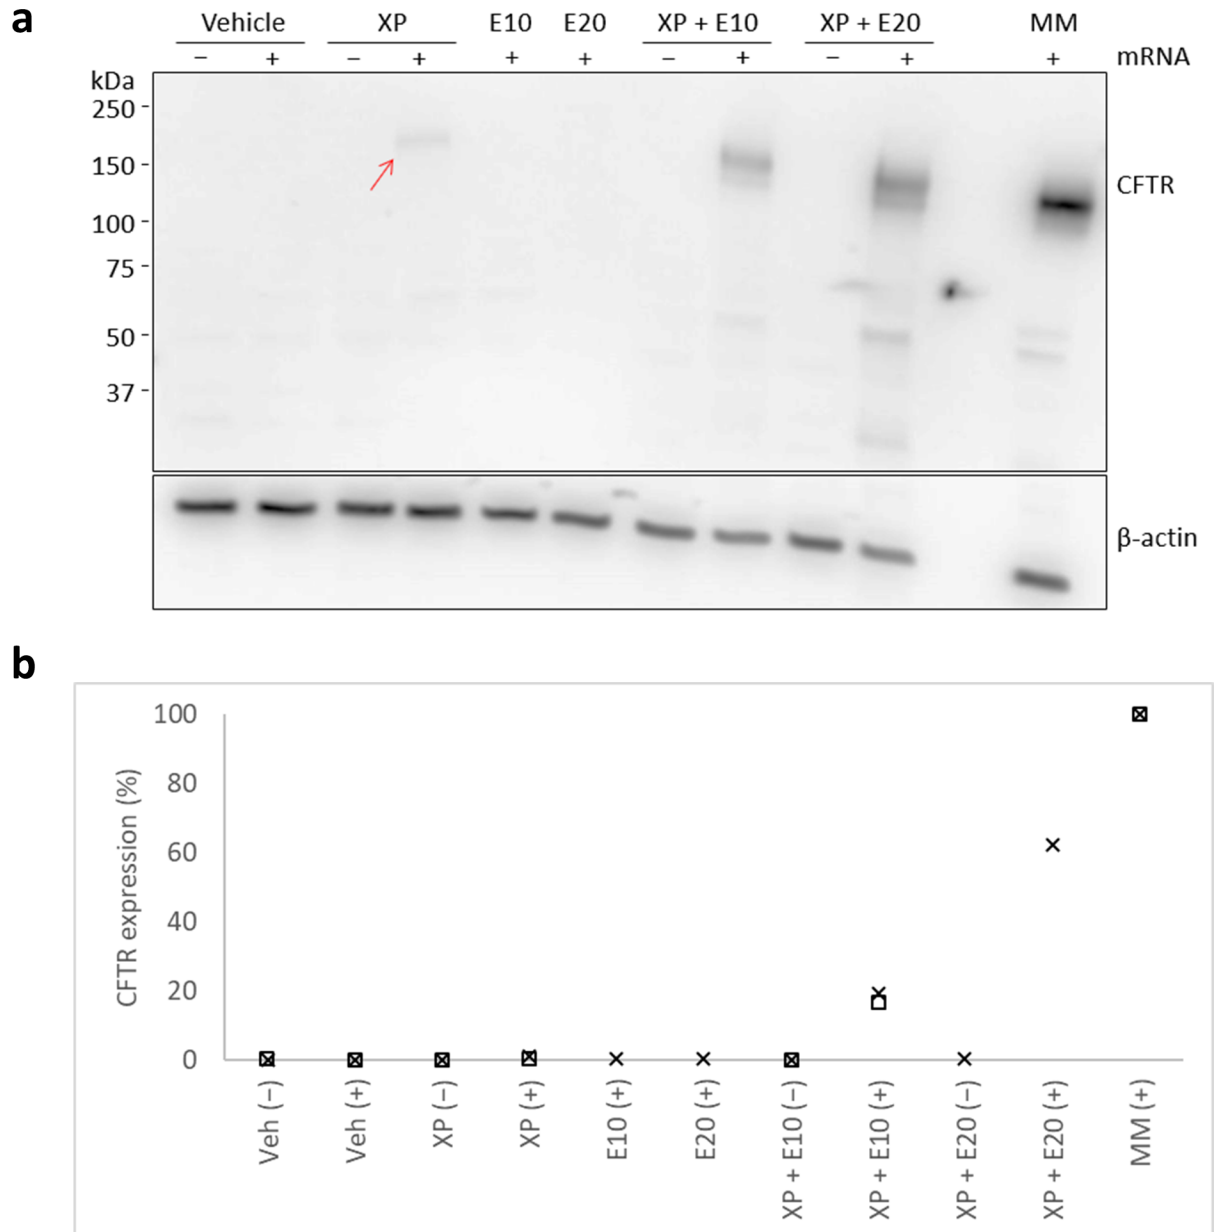 a
Vehicle XP E10 E20 XP + E10 XP + E20 MM
− + − + + + − + − + + mRNA
kDa
250
150
CFTR
100
75
50
37
β-actin
b
100
80
60
40
20
0
CFTR expression (%)
Veh (−)
Veh (+)
XP (−)
XP (+)
E10 (+)
E20 (+)
XP + E10 (−)
XP + E10 (+)
XP + E20 (−)
XP + E20 (+)
MM (+)